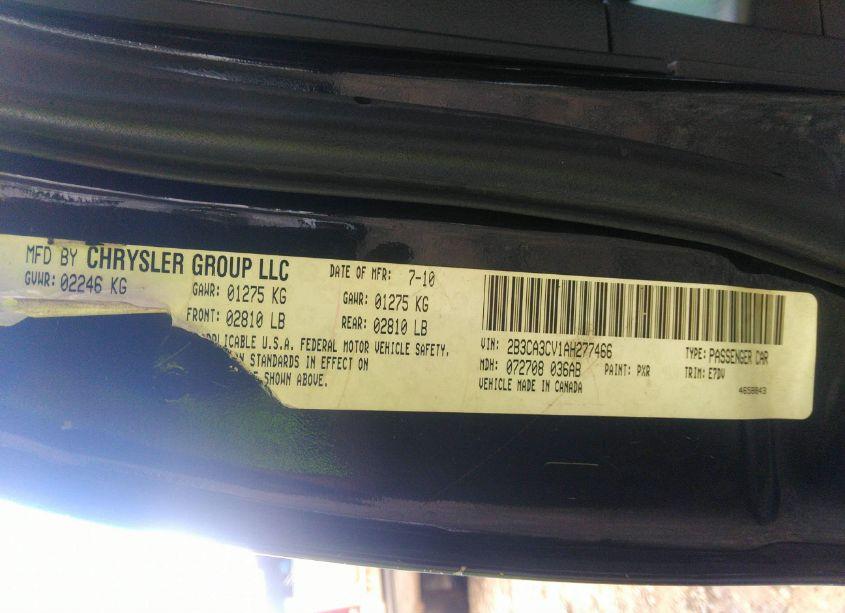 MFD BY CHRYSLER GROUP LLC
DATE OF MFR: 7-10
GVWR: 02246 KG
GAWR: 01275 KG
GAWR: 01275 KG
FRONT: 02810 LB
REAR: 02810 LB
APPLICABLE U.S.A. FEDERAL MOTOR VEHICLE SAFETY,
STANDARDS IN EFFECT ON
SHOWN ABOVE.
VIN: 2B3CA3CV1AH277466
TYPE: PASSENGER CAR
MDH: 072708 036AB
PAINT: PXR
TRIM: E7DV
VEHICLE MADE IN CANADA
4658843